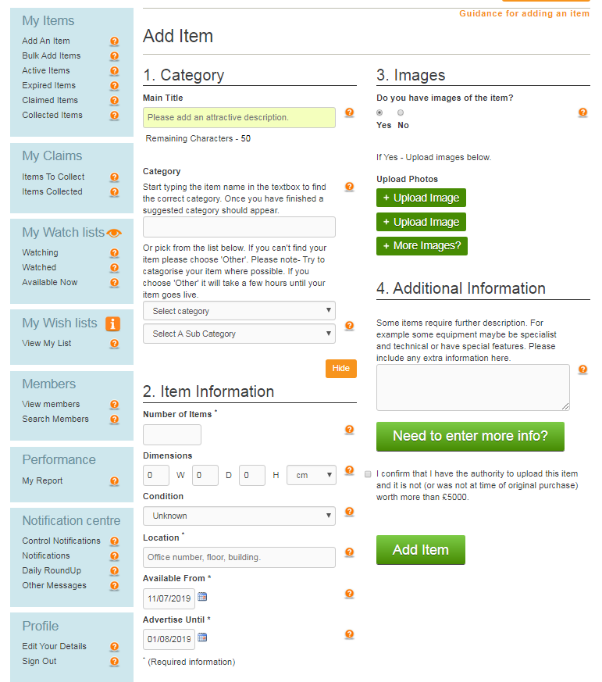 Guidance for adding an item
My Items
Add An Item
Bulk Add Items
Active Items
Expired Items
Claimed Items
Collected Items
My Claims
Items To Collect
Items Collected
My Watch lists
Watching
Watched
Available Now
My Wish lists
View My List
Members
View members
Search Members
Performance
My Report
Notification centre
Control Notifications
Notifications
Daily RoundUp
Other Messages
Profile
Edit Your Details
Sign Out
Add Item
1. Category
Main Title
Please add an attractive description.
Remaining Characters - 50
Category
Start typing the item name in the textbox to find
the correct category. Once you have finished a
suggested category should appear.
Or pick from the list below. If you can't find your
item please choose 'Other'. Please note- Try to
catagorise your item where possible. If you
choose 'Other' it will take a few hours until your
item goes live.
Select category
Select A Sub Category
Hide
2. Item Information
Number of Items *
Dimensions
0 W 0 D 0 H cm
Condition
Unknown
Location *
Office number, floor, building.
Available From *
11/07/2019
Advertise Until *
01/08/2019
* (Required information)
3. Images
Do you have images of the item?
Yes No
If Yes - Upload images below.
Upload Photos
+ Upload Image
+ Upload Image
+ More Images?
4. Additional Information
Some items require further description. For
example some equipment maybe be specialist
and technical or have special features. Please
include any extra information here.
Need to enter more info?
I confirm that I have the authority to upload this item
and it is not (or was not at time of original purchase)
worth more than £5000.
Add Item